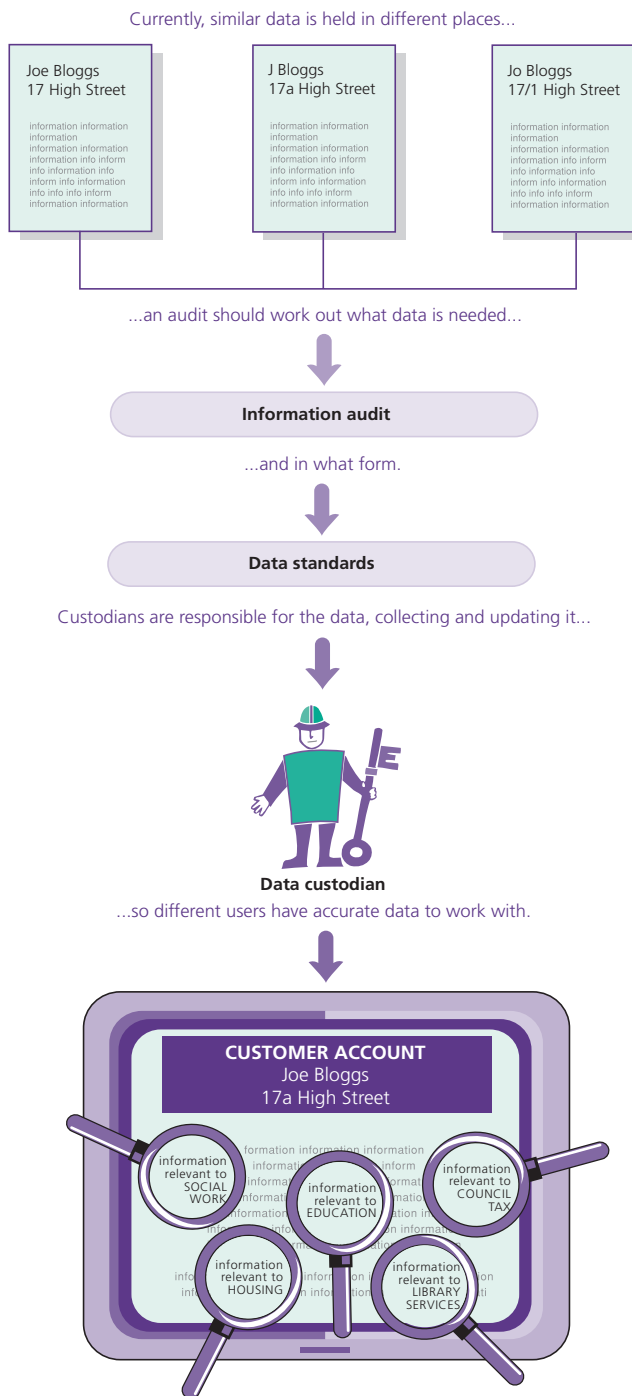 Currently, similar data is held in different places...
Joe Bloggs
17 High Street
information information
information
information information
information info inform
info information info
inform info information
info info info inform
information information
J Bloggs
17a High Street
information information
information
information information
information info inform
info information info
inform info information
info info info inform
information information
Jo Bloggs
17/1 High Street
information information
information
information information
information info inform
info information info
inform info information
info info info inform
information information
...an audit should work out what data is needed...
Information audit
...and in what form.
Data standards
Custodians are responsible for the data, collecting and updating it...
Data custodian
...so different users have accurate data to work with.
CUSTOMER ACCOUNT
Joe Bloggs
17a High Street
formation information information
information
relevant to
SOCIAL
WORK
information
relevant to
EDUCATION
information
relevant to
COUNCIL
TAX
information
relevant to
HOUSING
information
relevant to
LIBRARY
SERVICES